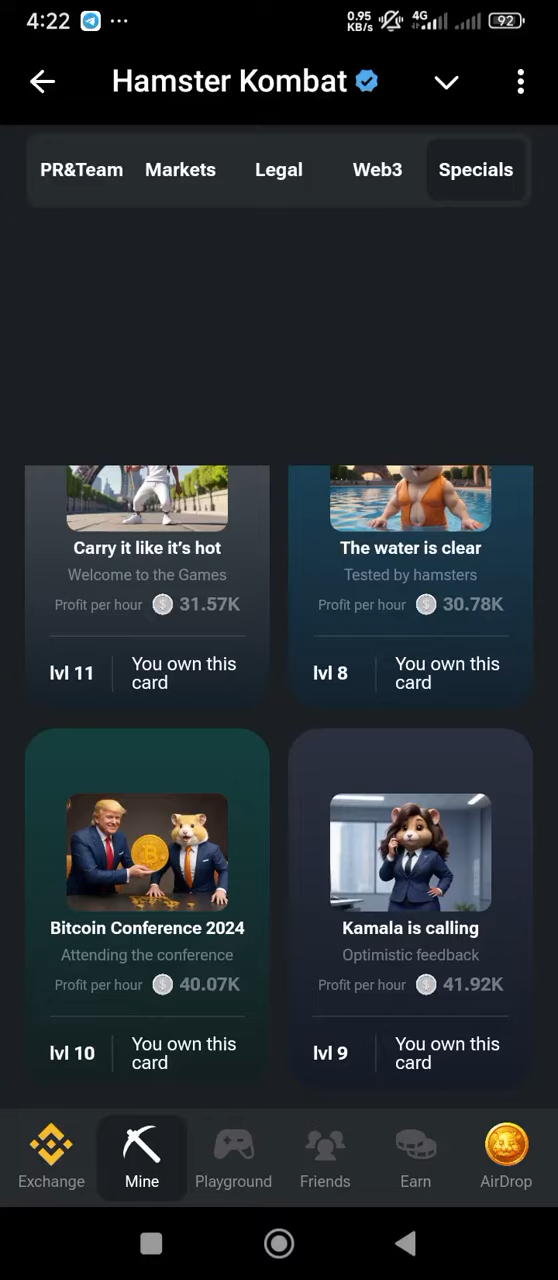 4:22 ... 0.95 KB/s 4G 92
Hamster Kombat
PR&Team Markets Legal Web3 Specials
Carry it like it's hot
Welcome to the Games
Profit per hour 31.57K
lvl 11 You own this
card
The water is clear
Tested by hamsters
Profit per hour 30.78K
lvl 8 You own this
card
Bitcoin Conference 2024
Attending the conference
Profit per hour 40.07K
lvl 10 You own this
card
Kamala is calling
Optimistic feedback
Profit per hour 41.92K
lvl 9 You own this
card
Exchange Mine Playground Friends Earn AirDrop